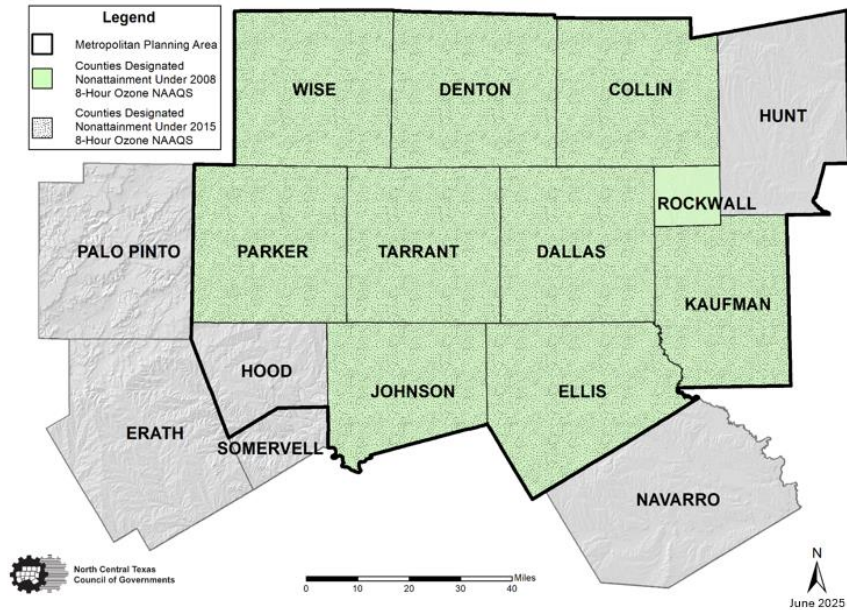 Legend
Metropolitan Planning Area
Counties Designated
Nonattainment Under 2008
8-Hour Ozone NAAQS
Counties Designated
Nonattainment Under 2015
8-Hour Ozone NAAQS
WISE
DENTON
COLLIN
HUNT
ROCKWALL
PALO PINTO
PARKER
TARRANT
DALLAS
KAUFMAN
HOOD
JOHNSON
ELLIS
ERATH
SOMERVELL
NAVARRO
North Central Texas
Council of Governments
0 10 20 30 40 Miles
N
June 2025